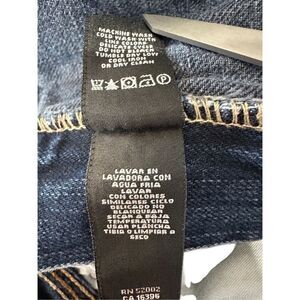 MACHINE WASH
COLD WASH WITH
LIKE COLORS
DELICATE CYCLE
DO NOT BLEACH
TUMBLE DRY LOW
COOL IRON
OR DRY CLEAN
LAVAR EN
LAVADORA CON
AGUA FRIA
LAVAR
CON COLORES
SIMILARES CICLO
DELICADO NO
BLANQUEAR
SECAR A BAJA
TEMPERATURA
USAR PLANCHA
TIBIA O LIMPIAR O
SECO
RN 52002
CA 16396